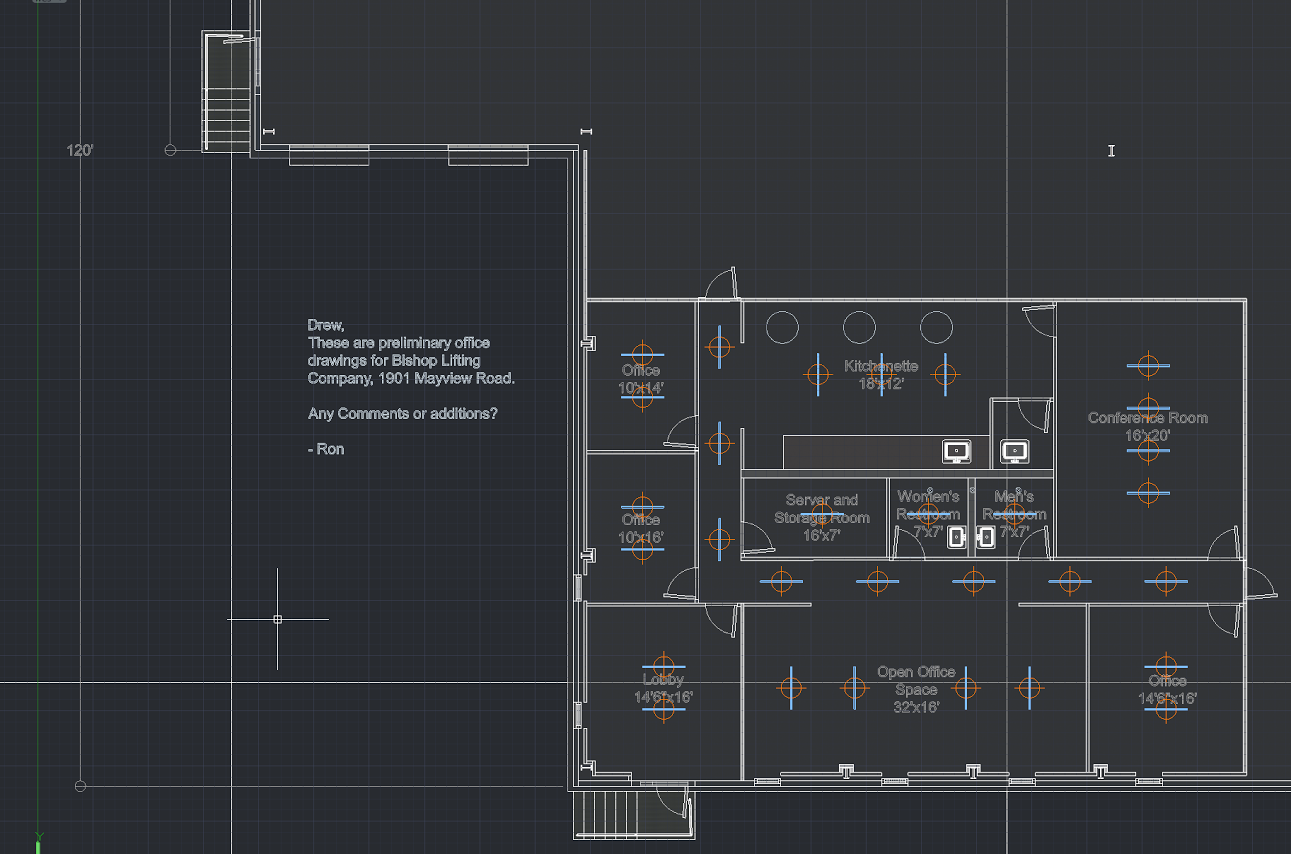 120'
Drew,
These are preliminary office
drawings for Bishop Lifting
Company, 1901 Mayview Road.
Any Comments or additions?
- Ron
Office
10'x14'
Kitchenette
18'x12'
Conference Room
16'x20'
Server and
Storage Room
16'x7'
Women's
Restroom
7'x7'
Men's
Restroom
7'x7'
Office
10'x16'
Lobby
14'6"x16'
Open Office
Space
32'x16'
Office
14'6"x16'
Y